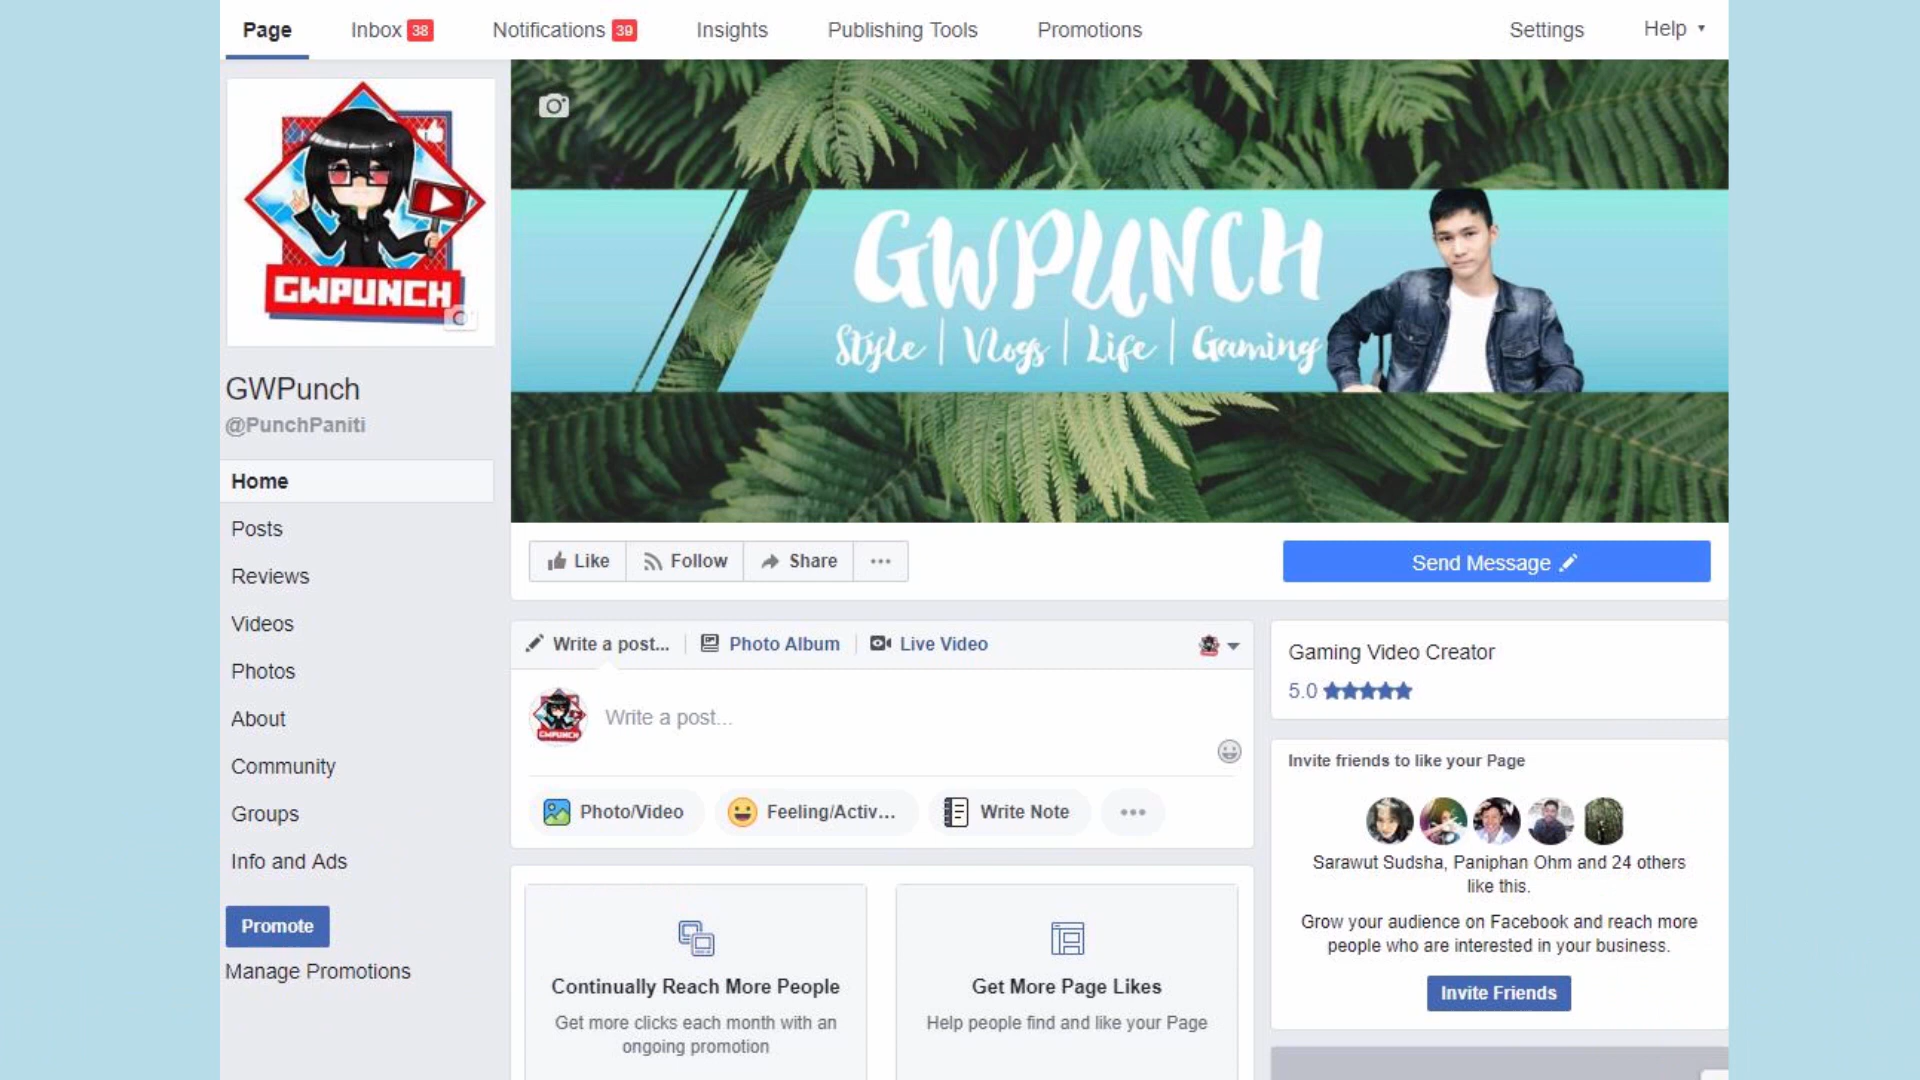 Page
Inbox 38
Notifications 39
Insights
Publishing Tools
Promotions
Settings
Help
GWPUNCH
GWPunch
@PunchPaniti
Home
Posts
Reviews
Videos
Photos
About
Community
Groups
Info and Ads
Promote
Manage Promotions
GWPUNCH
Style | Vlogs | Life | Gaming
Like
Follow
Share
Send Message
Write a post...
Photo Album
Live Video
GWPUNCH
Write a post...
Photo/Video
Feeling/Activ...
Write Note
Continually Reach More People
Get more clicks each month with an
ongoing promotion
Get More Page Likes
Help people find and like your Page
Gaming Video Creator
5.0
Invite friends to like your Page
Sarawut Sudsha, Paniphan Ohm and 24 others
like this.
Grow your audience on Facebook and reach more
people who are interested in your business.
Invite Friends